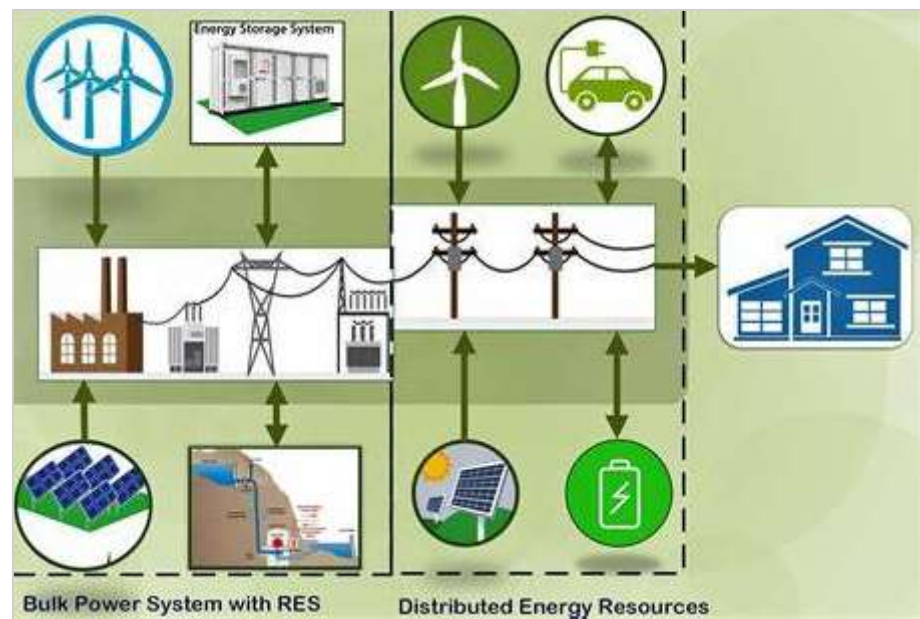 Energy Storage System
Bulk Power System with RES
Distributed Energy Resources